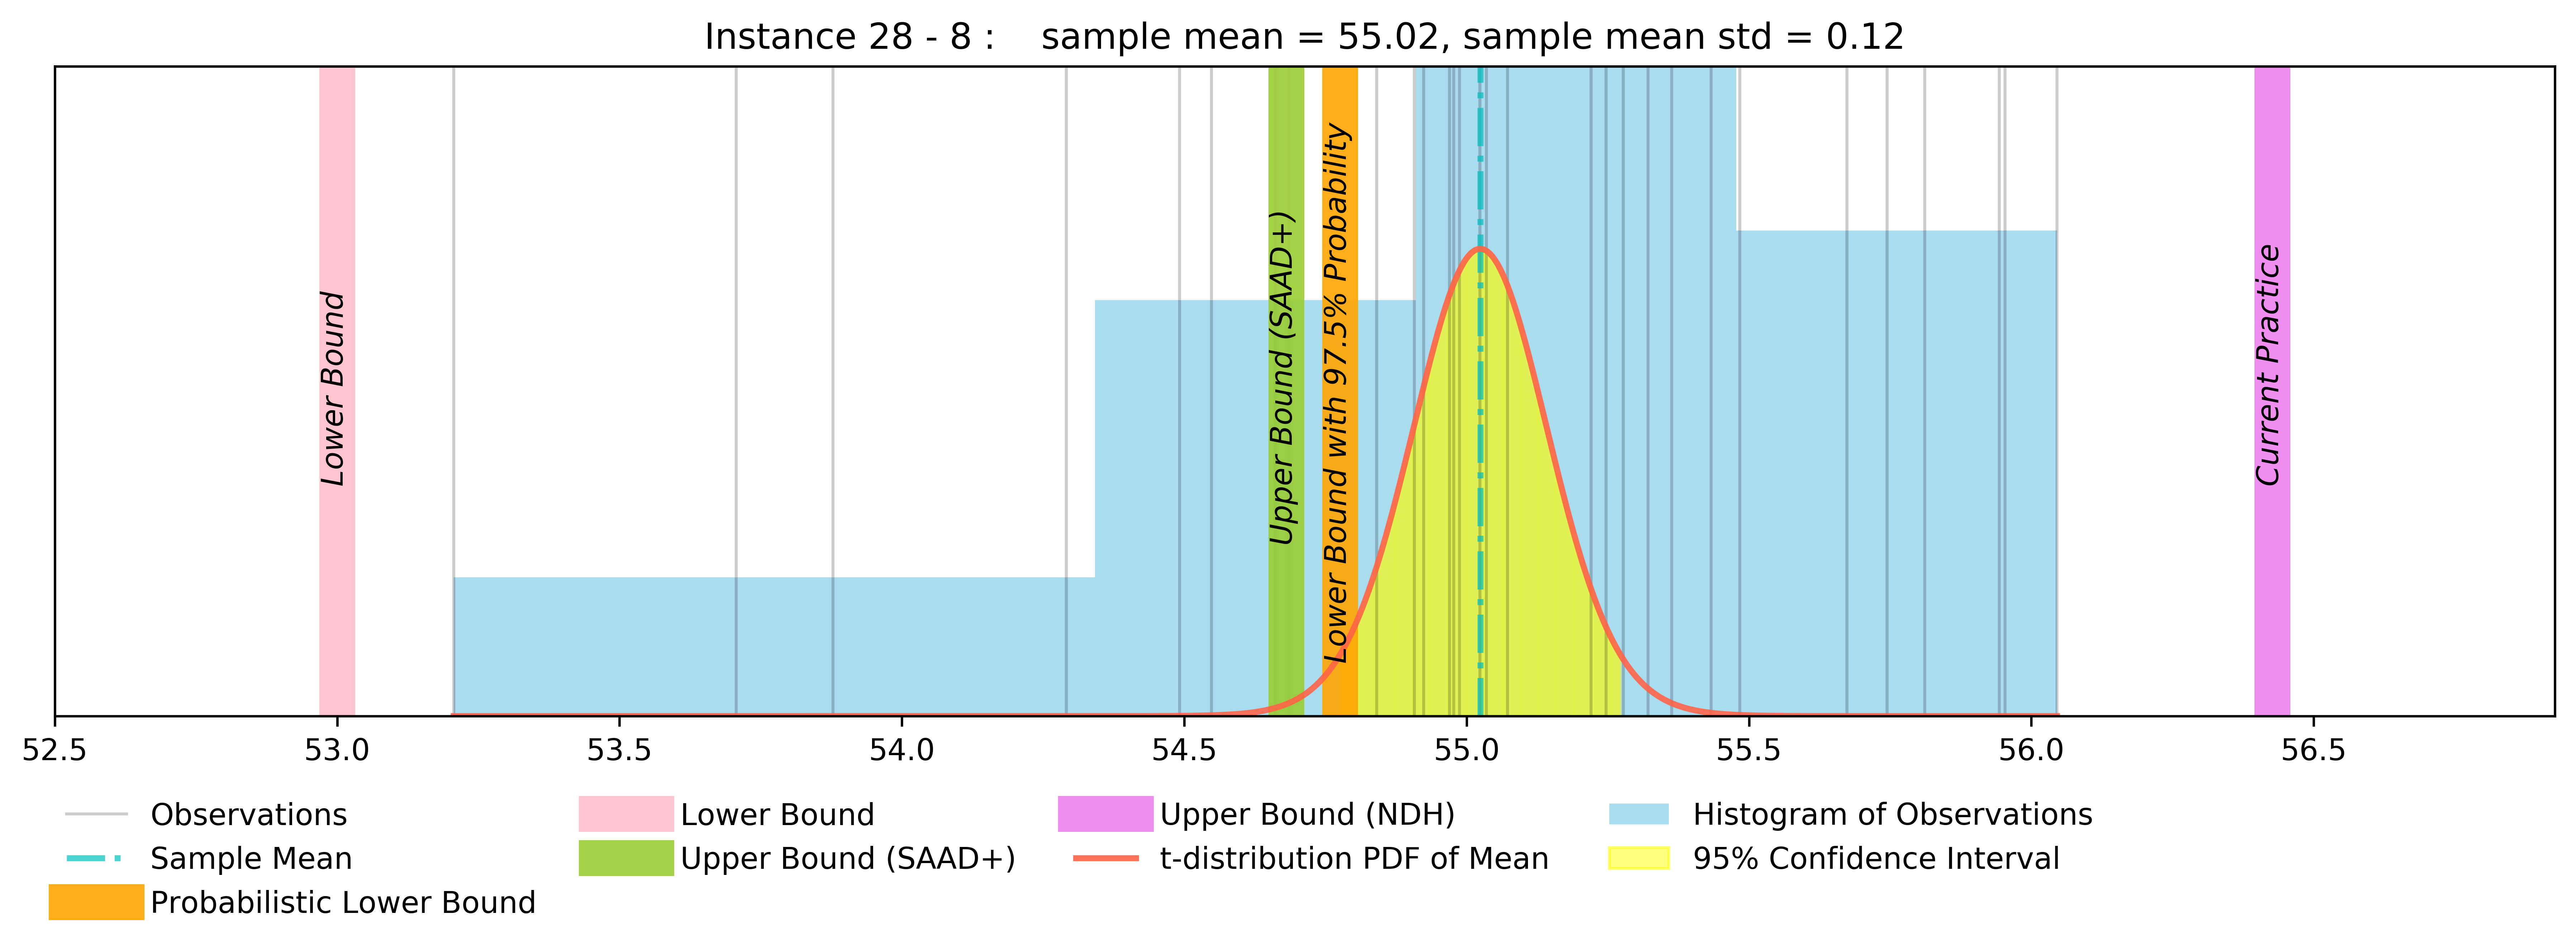 Instance 28 - 8 :    sample mean = 55.02, sample mean std = 0.12
Lower Bound
Upper Bound (SAAD+)
Lower Bound with 97.5% Probability
Current Practice
52.5 53.0 53.5 54.0 54.5 55.0 55.5 56.0 56.5
Observations Lower Bound Upper Bound (NDH) Histogram of Observations
Sample Mean Upper Bound (SAAD+) t-distribution PDF of Mean 95% Confidence Interval
Probabilistic Lower Bound